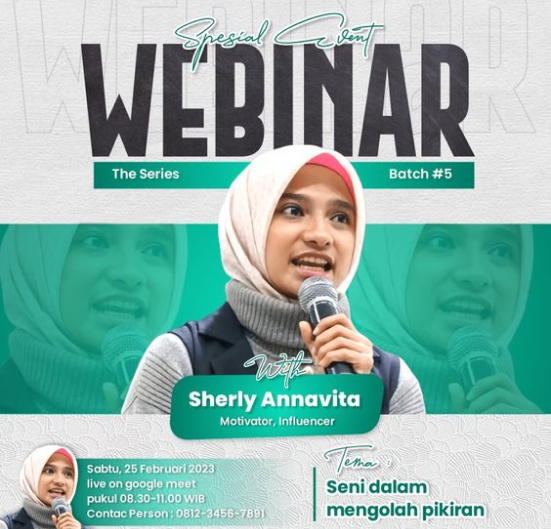 WEBINAR
Spesial Event
WEBINAR
The Series Batch #5
With
Sherly Annavita
Motivator, Influencer
Sabtu, 25 Februari 2023
live on google meet
pukul 08.30-11.00 WIB
Contac Person : 0812-3456-7891
Tema :
Seni dalam
mengolah pikiran